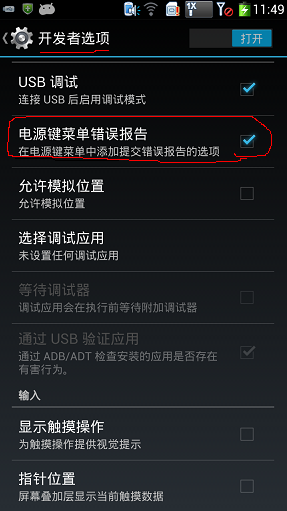 1X
11:49
开发者选项
打开
USB 调试
连接 USB 后启用调试模式
电源键菜单错误报告
在电源键菜单中添加提交错误报告的选项
允许模拟位置
允许模拟位置
选择调试应用
未设置任何调试应用
等待调试器
调试应用会在执行前等待附加调试器
通过 USB 验证应用
通过 ADB/ADT 检查安装的应用是否存在
有害行为。
输入
显示触摸操作
为触摸操作提供视觉提示
指针位置
屏幕叠加层显示当前触摸数据